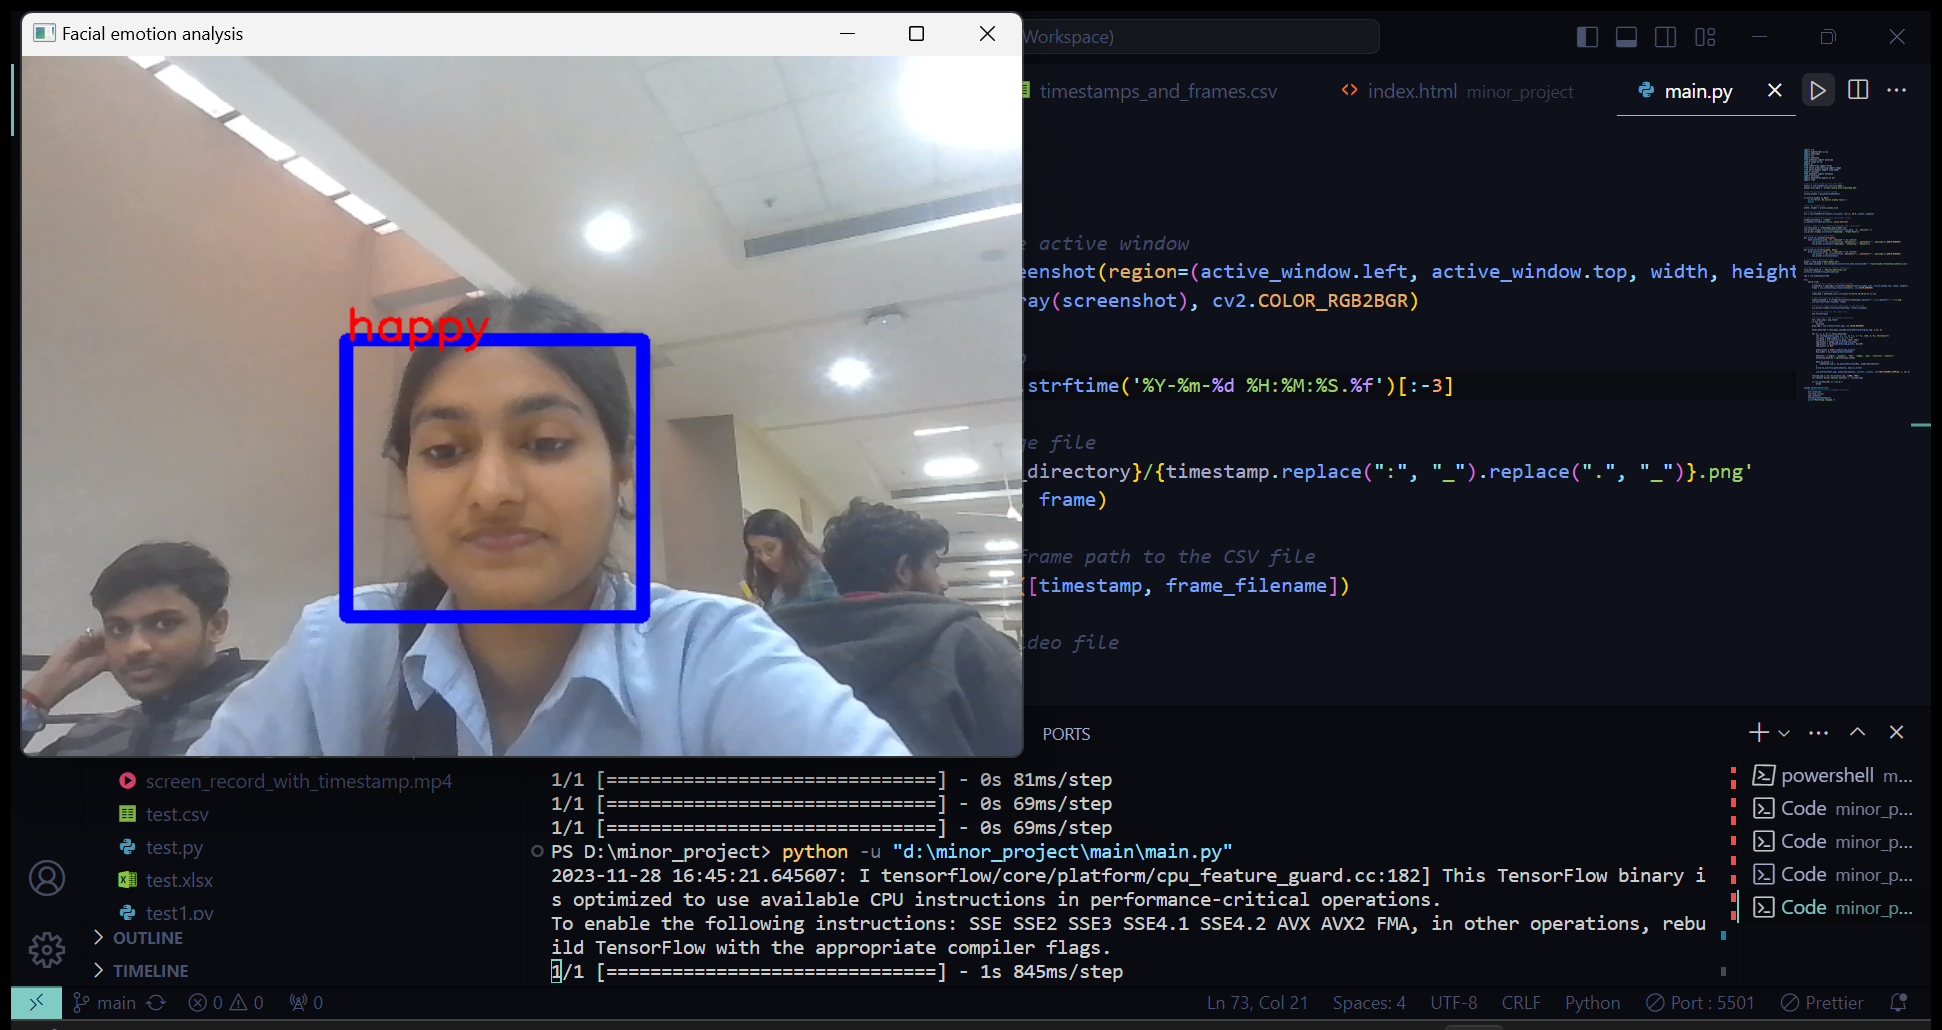 Facial emotion analysis
Workspace)
timestamps_and_frames.csv
index.html minor_project
main.py
happy
active window
enshot(region=(active_window.left, active_window.top, width, height
ray(screenshot), cv2.COLOR_RGB2BGR)
strftime('%Y-%m-%d %H:%M:%S.%f')[:-3]
ge file
_directory}/{timestamp.replace(":", "_").replace(".", "_")}.png'
frame)
frame path to the CSV file
([timestamp, frame_filename])
deo file
PORTS
screen_record_with_timestamp.mp4
test.csv
test.py
test.xlsx
test1.py
OUTLINE
TIMELINE
1/1 [==============================] - 0s 81ms/step
1/1 [==============================] - 0s 69ms/step
1/1 [==============================] - 0s 69ms/step
PS D:\minor_project> python -u "d:\minor_project\main\main.py"
2023-11-28 16:45:21.645607: I tensorflow/core/platform/cpu_feature_guard.cc:182] This TensorFlow binary i
s optimized to use available CPU instructions in performance-critical operations.
To enable the following instructions: SSE SSE2 SSE3 SSE4.1 SSE4.2 AVX AVX2 FMA, in other operations, rebu
ild TensorFlow with the appropriate compiler flags.
1/1 [==============================] - 1s 845ms/step
powershell m...
Code minor_p...
Code minor_p...
Code minor_p...
Code minor_p...
main 0 0 0
Ln 73, Col 21 Spaces: 4 UTF-8 CRLF Python Port : 5501 Prettier